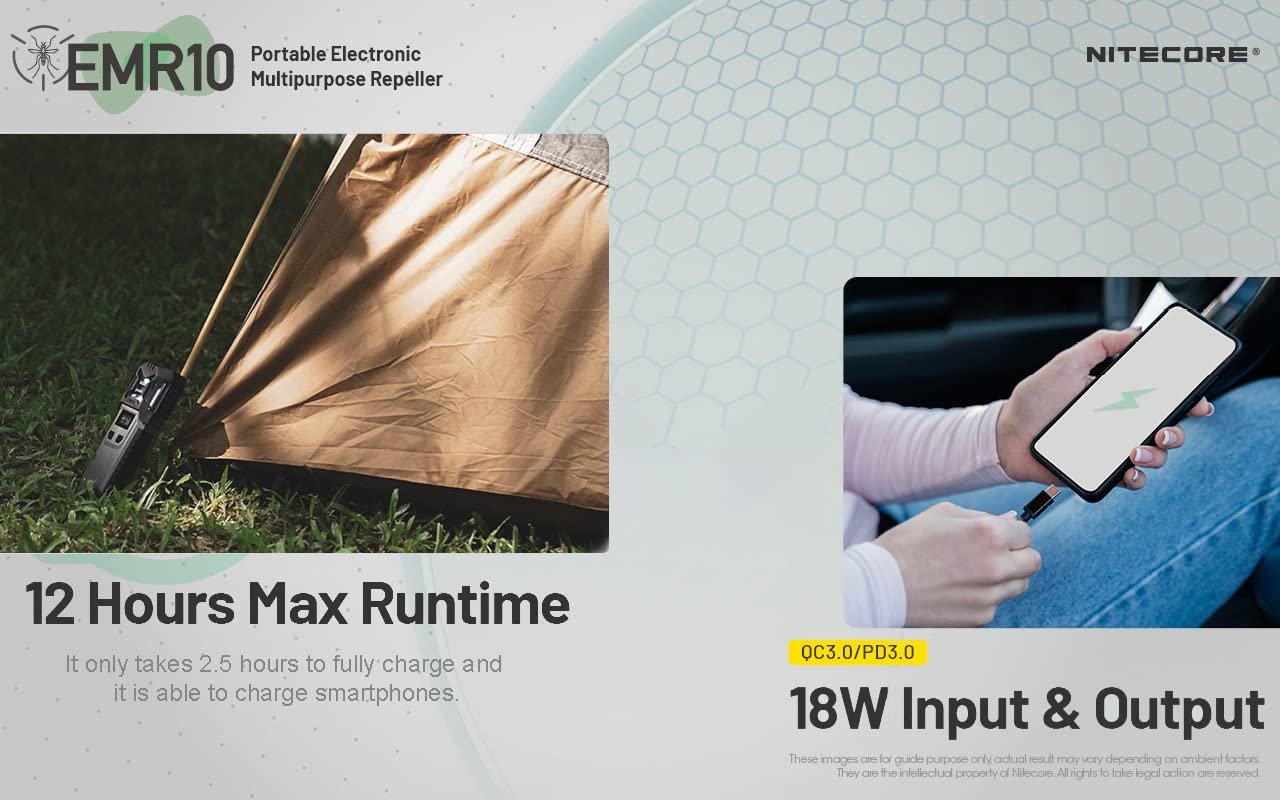 EMR10
Portable Electronic
Multipurpose Repeller
NITECORE®
12 Hours Max Runtime
It only takes 2.5 hours to fully charge and
it is able to charge smartphones.
QC3.0/PD3.0
18W Input & Output
These images are for guide purpose only, actual result may vary depending on ambient factors.
They are the intellectual property of Nitecore. All rights to take legal action are reserved.